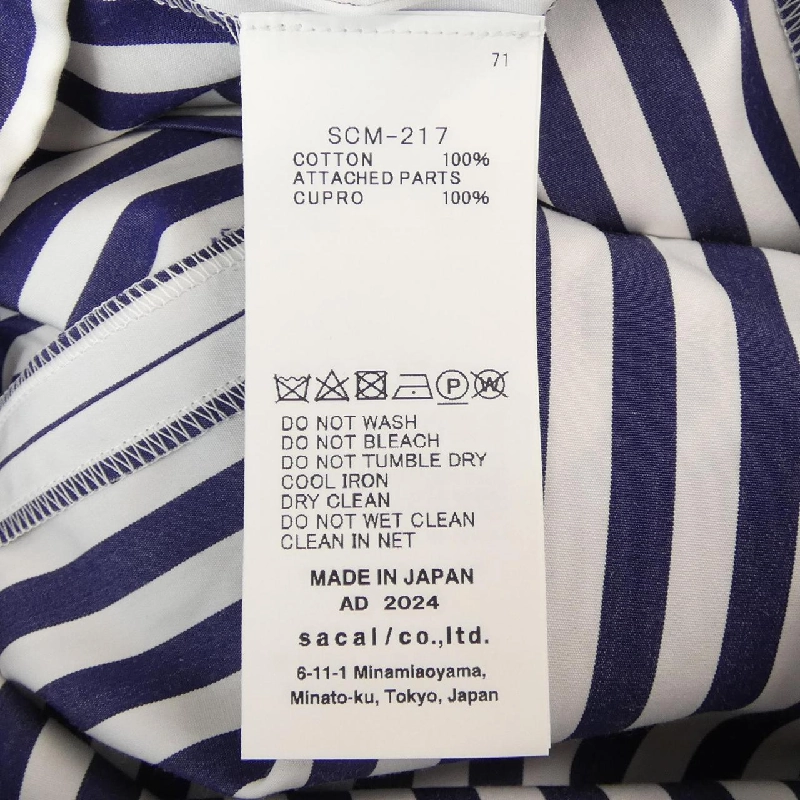 71
SCM-217
COTTON 100%
ATTACHED PARTS
CUPRO 100%
P W
DO NOT WASH
DO NOT BLEACH
DO NOT TUMBLE DRY
COOL IRON
DRY CLEAN
DO NOT WET CLEAN
CLEAN IN NET
MADE IN JAPAN
AD 2024
sacai/co.,ltd.
6-11-1 Minamiaoyama,
Minato-ku, Tokyo, Japan